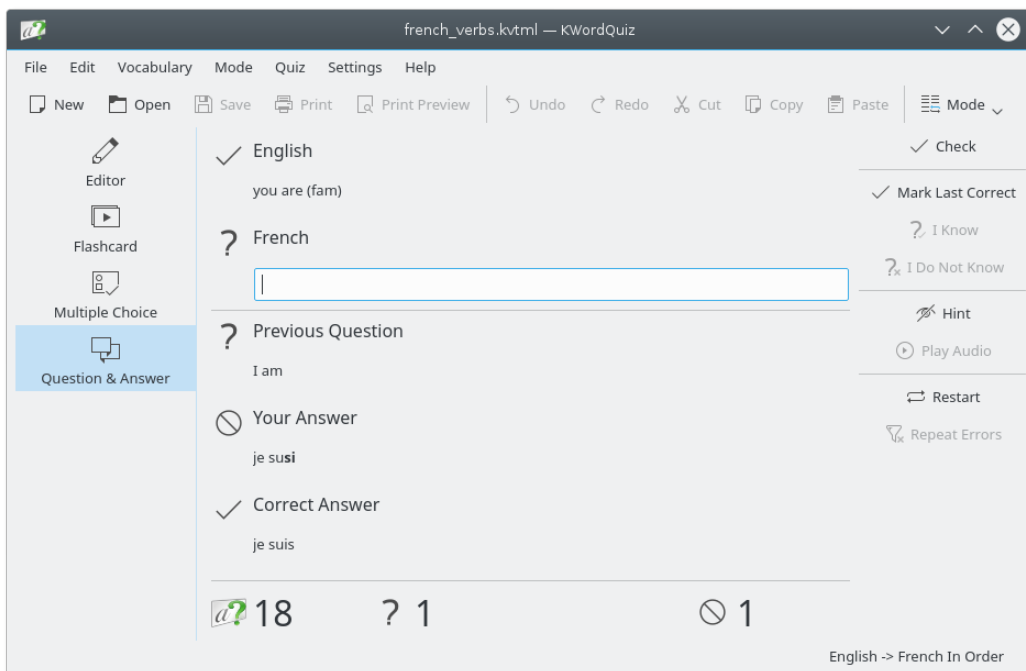 french_verbs.kvtml — KWordQuiz
File Edit Vocabulary Mode Quiz Settings Help
New Open Save Print Print Preview Undo Redo Cut Copy Paste Mode
Editor
Flashcard
Multiple Choice
Question & Answer
English
you are (fam)
? French
? Previous Question
I am
Your Answer
je susi
Correct Answer
je suis
a? 18 ? 1 1
Check
Mark Last Correct
? I Know
? I Do Not Know
Hint
Play Audio
Restart
Repeat Errors
English -> French In Order